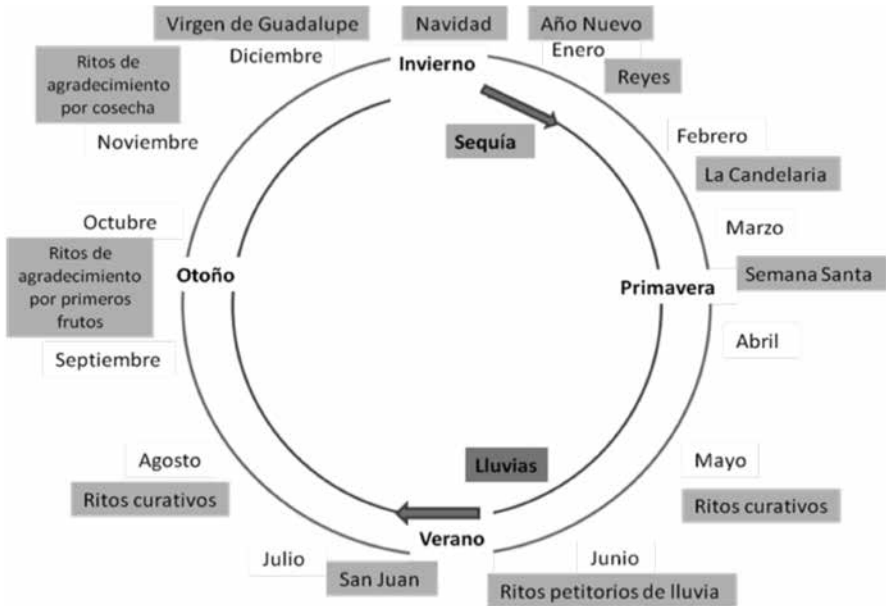 Virgen de Guadalupe
Navidad
Año Nuevo
Diciembre
Invierno
Enero
Reyes
Ritos de
agradecimiento
por cosecha
Noviembre
Sequía
Febrero
La Candelaria
Octubre
Marzo
Ritos de
agradecimiento
por primeros
frutos
Otoño
Primavera
Semana Santa
Septiembre
Abril
Agosto
Lluvias
Mayo
Ritos curativos
Ritos curativos
Verano
Julio
San Juan
Junio
Ritos petitorios de lluvia